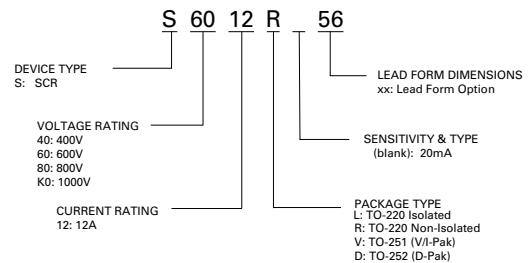 S 60 12 R _ 56
DEVICE TYPE
S: SCR
VOLTAGE RATING
40: 400V
60: 600V
80: 800V
K0: 1000V
CURRENT RATING
12: 12A
LEAD FORM DIMENSIONS
xx: Lead Form Option
SENSITIVITY & TYPE
(blank): 20mA
PACKAGE TYPE
L: TO-220 Isolated
R: TO-220 Non-Isolated
V: TO-251 (V/I-Pak)
D: TO-252 (D-Pak)